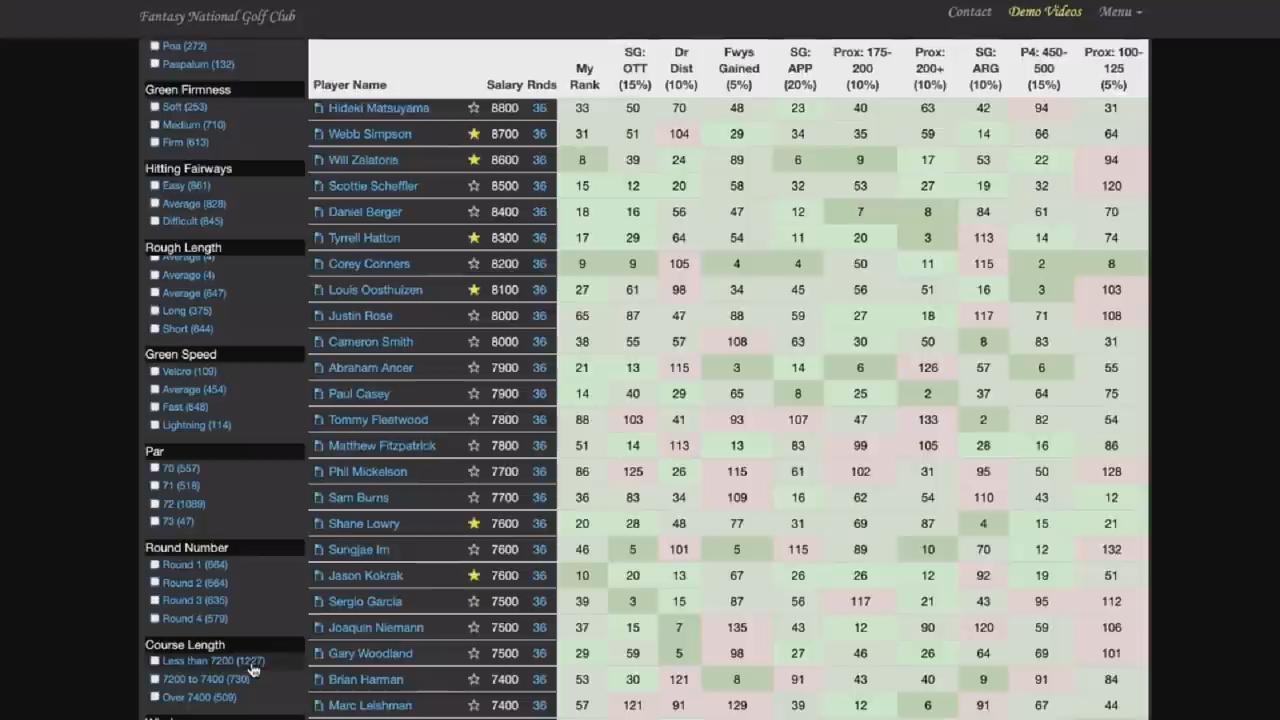 Fantasy National Golf Club
Contact Demo Videos Menu
Poa (272)
Paspalum (132)
Green Firmness
Soft (253)
Medium (710)
Firm (613)
Hitting Fairways
Easy (861)
Average (828)
Difficult (845)
Rough Length
Average (4)
Average (4)
Average (647)
Long (375)
Short (644)
Green Speed
Velcro (109)
Average (454)
Fast (648)
Lightning (114)
Par
70 (557)
71 (518)
72 (1089)
73 (47)
Round Number
Round 1 (664)
Round 2 (664)
Round 3 (635)
Round 4 (579)
Course Length
Less than 7200 (1227)
7200 to 7400 (730)
Over 7400 (509)
Player Name Salary Rnds My Rank SG: OTT (15%) Dr Dist (10%) Fwys Gained (5%) SG: APP (20%) Prox: 175-200 (10%) Prox: 200+ (10%) SG: ARG (10%) P4: 450-500 (15%) Prox: 100-125 (5%)
Hideki Matsuyama 8800 36 33 50 70 48 23 40 63 42 94 31
Webb Simpson 8700 36 31 51 104 29 34 35 59 14 66 64
Will Zalatoris 8600 36 8 39 24 89 6 9 17 53 22 94
Scottie Scheffler 8500 36 15 12 20 58 32 53 27 19 32 120
Daniel Berger 8400 36 18 16 56 47 12 7 8 84 61 70
Tyrrell Hatton 8300 36 17 29 64 54 11 20 3 113 14 74
Corey Conners 8200 36 9 9 105 4 4 50 11 115 2 8
Louis Oosthuizen 8100 36 27 61 98 34 45 56 51 16 3 103
Justin Rose 8000 36 65 87 47 88 59 27 18 117 71 108
Cameron Smith 8000 36 38 55 57 108 63 30 50 8 83 31
Abraham Ancer 7900 36 21 13 115 3 14 6 126 57 6 55
Paul Casey 7900 36 14 40 29 65 8 25 2 37 64 75
Tommy Fleetwood 7800 36 88 103 41 93 107 47 133 2 82 54
Matthew Fitzpatrick 7800 36 51 14 113 13 83 99 105 28 16 86
Phil Mickelson 7700 36 86 125 26 115 61 102 31 95 50 128
Sam Burns 7700 36 36 83 34 109 16 62 54 110 43 12
Shane Lowry 7600 36 20 28 48 77 31 69 87 4 15 21
Sungjae Im 7600 36 46 5 101 5 115 89 10 70 12 132
Jason Kokrak 7600 36 10 20 13 67 26 26 12 92 19 51
Sergio Garcia 7500 36 39 3 15 87 56 117 21 43 95 112
Joaquin Niemann 7500 36 37 15 7 135 43 12 90 120 59 106
Gary Woodland 7500 36 29 59 5 98 27 46 26 64 69 101
Brian Harman 7400 36 53 30 121 8 91 43 40 9 91 84
Marc Leishman 7400 36 57 121 91 129 39 12 6 91 67 44